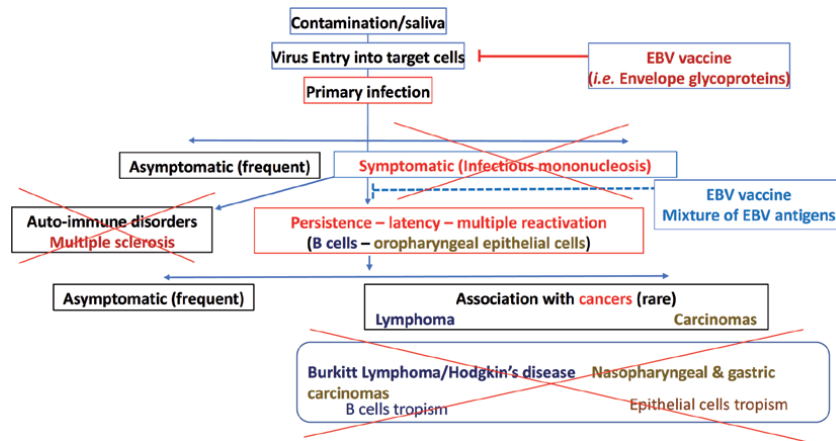 Contamination/saliva
Virus Entry into target cells
EBV vaccine
(i.e. Envelope glycoproteins)
Primary infection
Asymptomatic (frequent)
Symptomatic (Infectious mononucleosis)
EBV vaccine
Mixture of EBV antigens
Auto-immune disorders
Multiple sclerosis
Persistence – latency – multiple reactivation
(B cells – oropharyngeal epithelial cells)
Asymptomatic (frequent)
Association with cancers (rare)
Lymphoma
Carcinomas
Burkitt Lymphoma/Hodgkin's disease
Nasopharyngeal & gastric
carcinomas
B cells tropism
Epithelial cells tropism